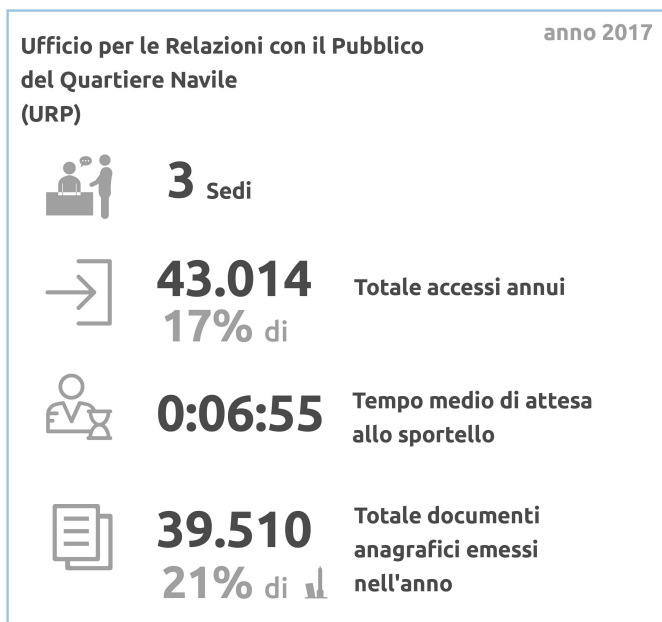 anno 2017
Ufficio per le Relazioni con il Pubblico
del Quartiere Navile
(URP)
3 Sedi
43.014 Totale accessi annui
17% di
0:06:55 Tempo medio di attesa
allo sportello
39.510 Totale documenti
anagrafici emessi
21% di nell'anno